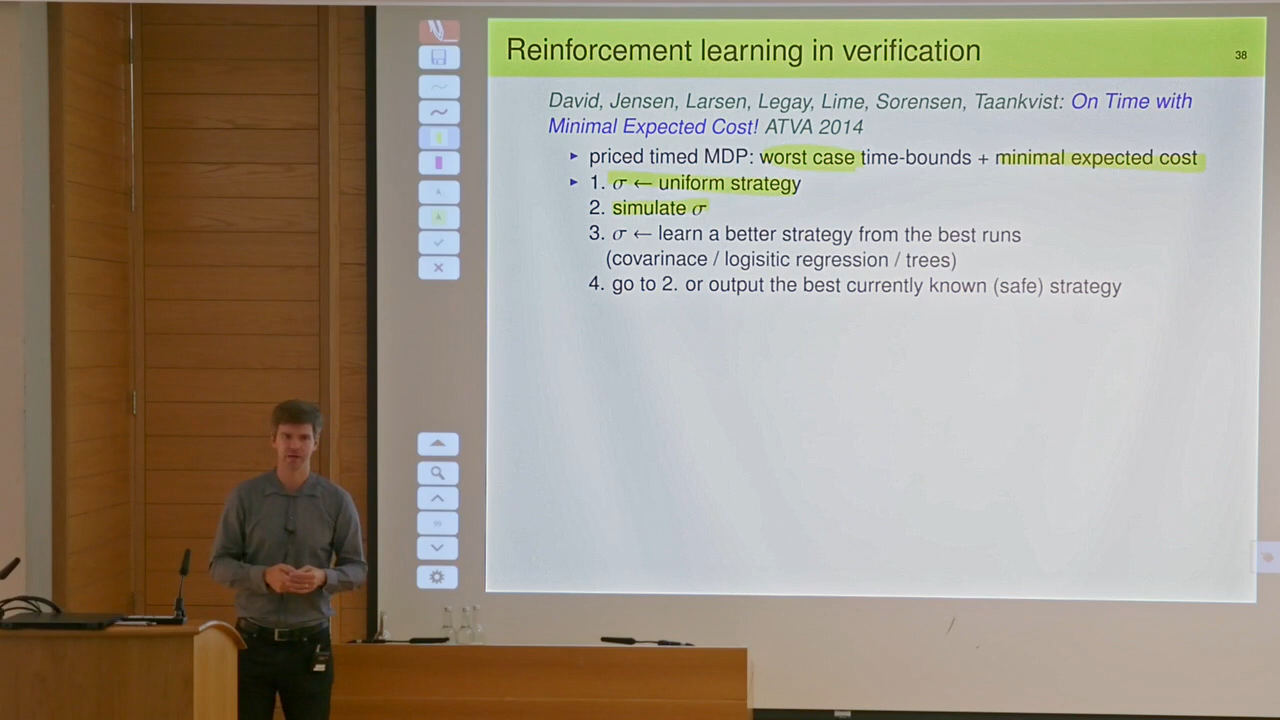 Reinforcement learning in verification
38
David, Jensen, Larsen, Legay, Lime, Sorensen, Taankvist: On Time with
Minimal Expected Cost! ATVA 2014
▸ priced timed MDP: worst case time-bounds + minimal expected cost
▸ 1. σ ← uniform strategy
2. simulate σ
3. σ ← learn a better strategy from the best runs
(covarinace / logisitic regression / trees)
4. go to 2. or output the best currently known (safe) strategy